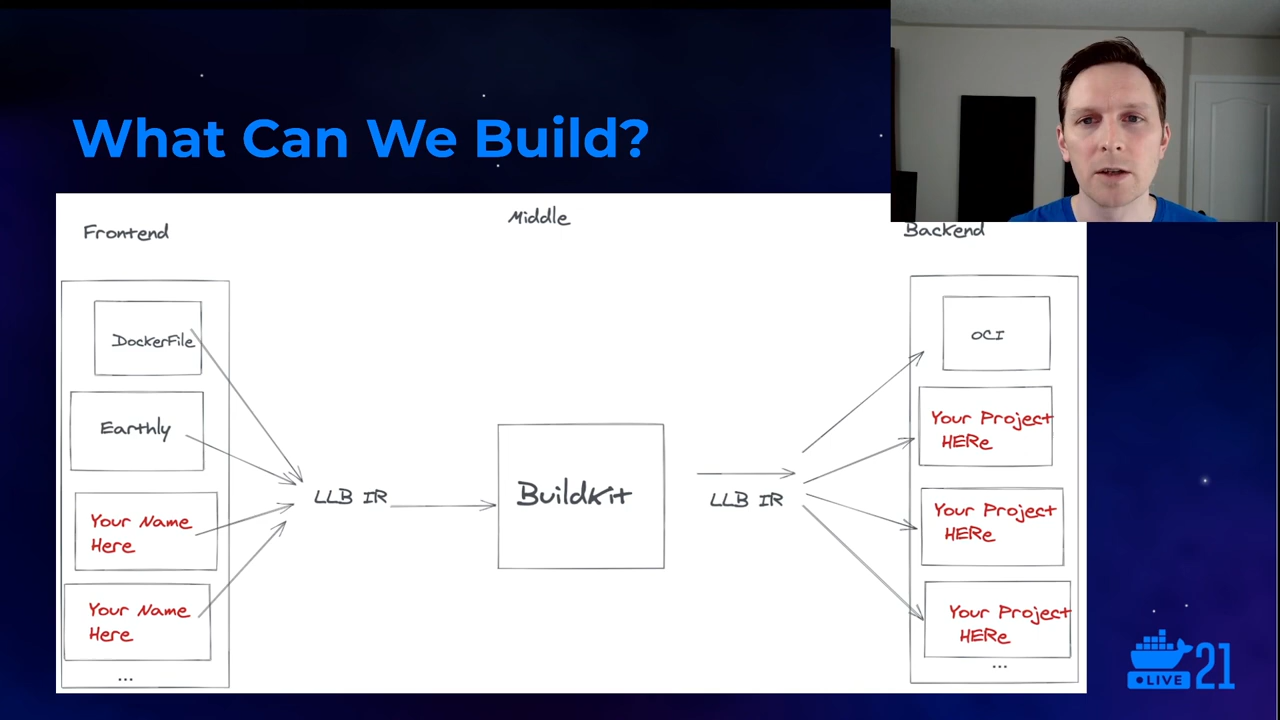 What Can We Build?
Frontend
Middle
Backend
DockerFile
Earthly
Your Name
Here
Your Name
Here
...
LLB IR
BuildKit
LLB IR
OCI
Your Project
HERe
Your Project
HERe
Your Project
HERe
...
LIVE 21